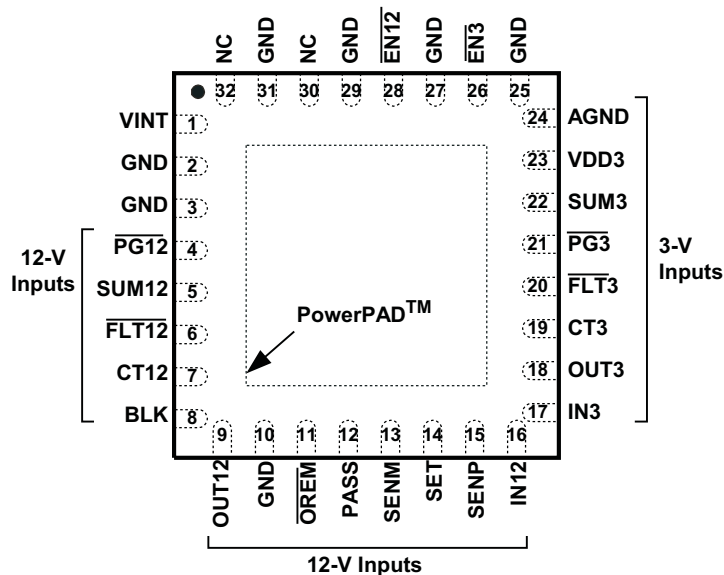 NC GND NC GND EN12 GND EN3 GND
32 31 30 29 28 27 26 25
VINT 1
GND 2
GND 3
PG12 4
SUM12 5
FLT12 6
CT12 7
BLK 8
12-V
Inputs
24 AGND
23 VDD3
22 SUM3
21 PG3
20 FLT3
19 CT3
18 OUT3
17 IN3
3-V
Inputs
PowerPAD™
9 10 11 12 13 14 15 16
OUT12 GND OREM PASS SENM SET SENP IN12
12-V Inputs